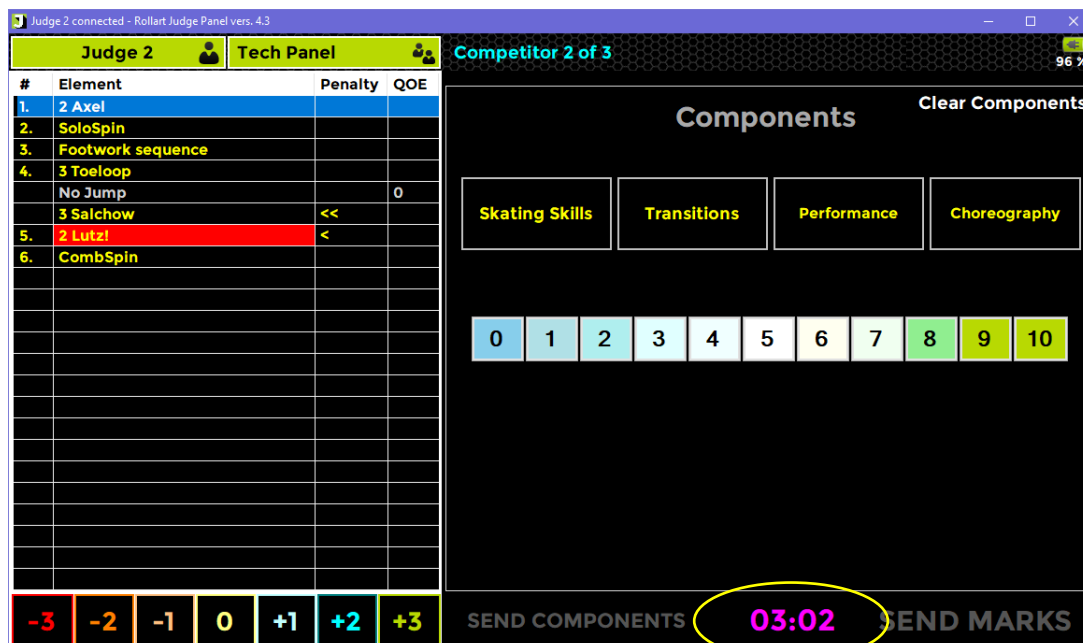 Judge 2 connected - Rollart Judge Panel vers. 4.3
Judge 2 Tech Panel Competitor 2 of 3
96 %
# Element Penalty QOE
1. 2 Axel
2. SoloSpin
3. Footwork sequence
4. 3 Toeloop
No Jump 0
3 Salchow <<
5. 2 Lutz! <
6. CombSpin
Components Clear Components
Skating Skills Transitions Performance Choreography
0 1 2 3 4 5 6 7 8 9 10
-3 -2 -1 0 +1 +2 +3
SEND COMPONENTS 03:02 SEND MARKS